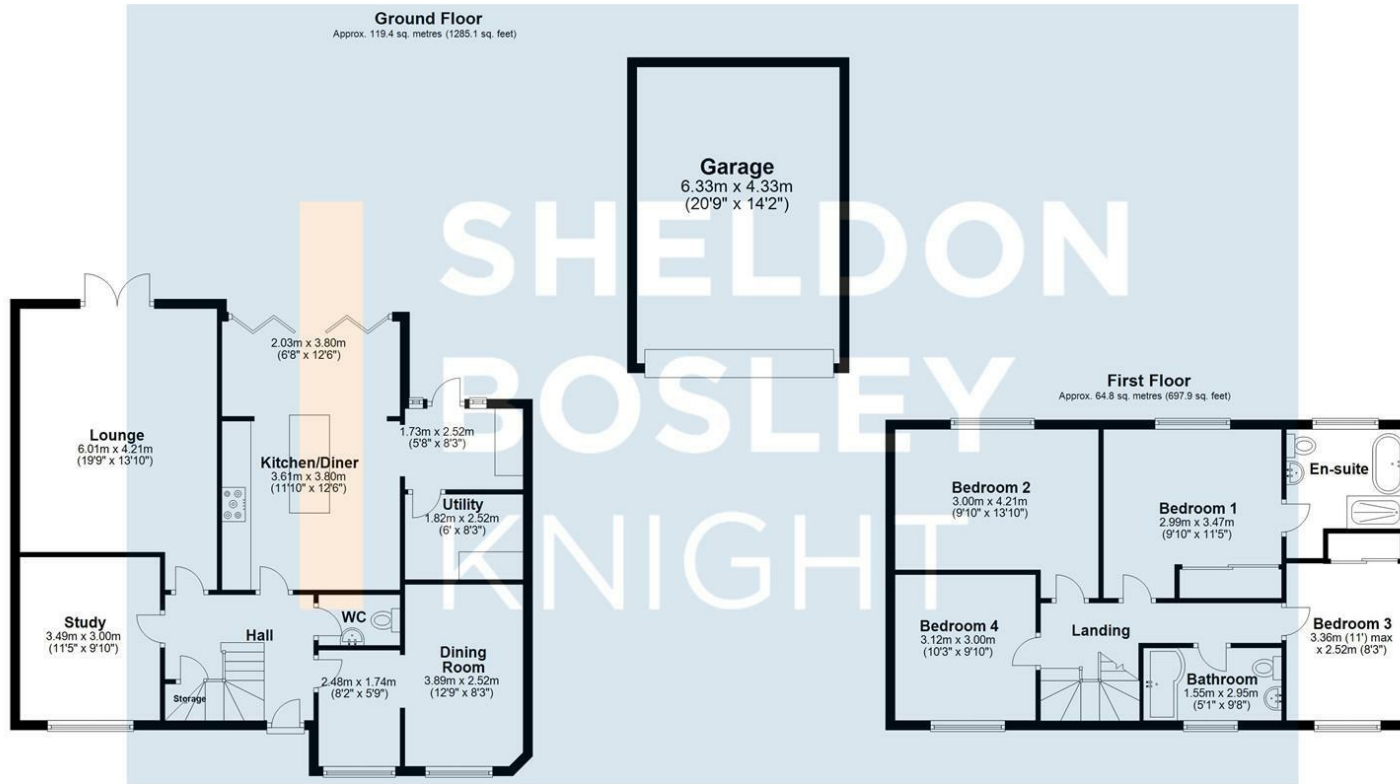 Ground Floor
Approx. 119.4 sq. metres (1285.1 sq. feet)
Garage
6.33m x 4.33m
(20'9" x 14'2")
SHELDON
BOSLEY
KNIGHT
2.03m x 3.80m
(6'8" x 12'6")
Lounge
6.01m x 4.21m
(19'9" x 13'10")
Kitchen/Diner
3.61m x 3.80m
(11'10" x 12'6")
1.73m x 2.52m
(5'8" x 8'3")
Utility
1.82m x 2.52m
(6' x 8'3")
Study
3.49m x 3.00m
(11'5" x 9'10")
Hall
WC
Storage
2.48m x 1.74m
(8'2" x 5'9")
Dining
Room
3.89m x 2.52m
(12'9" x 8'3")
First Floor
Approx. 64.8 sq. metres (697.9 sq. feet)
Bedroom 2
3.00m x 4.21m
(9'10" x 13'10")
Bedroom 1
2.99m x 3.47m
(9'10" x 11'5")
En-suite
Bedroom 4
3.12m x 3.00m
(10'3" x 9'10")
Landing
Bedroom 3
3.36m (11') max
x 2.52m (8'3")
Bathroom
1.55m x 2.95m
(5'1" x 9'8")